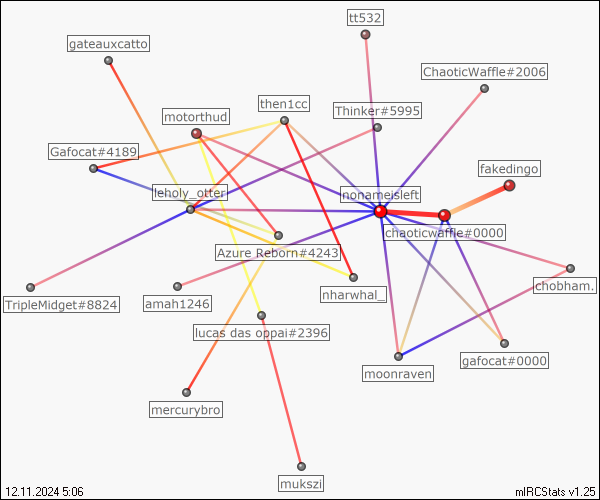 tt532
gateauxcatto
ChaoticWaffle#2006
then1cc
motorthud
Thinker#5995
Gafocat#4189
fakedingo
leholy_otter
nonameisleft
chaoticwaffle#0000
Azure Reborn#4243
TripleMidget#8824
amah1246
nharwhal_
chobham.
lucas das oppai#2396
moonraven
gafocat#0000
mercurybro
mukszi
12.11.2024 5:06
mIRCStats v1.25